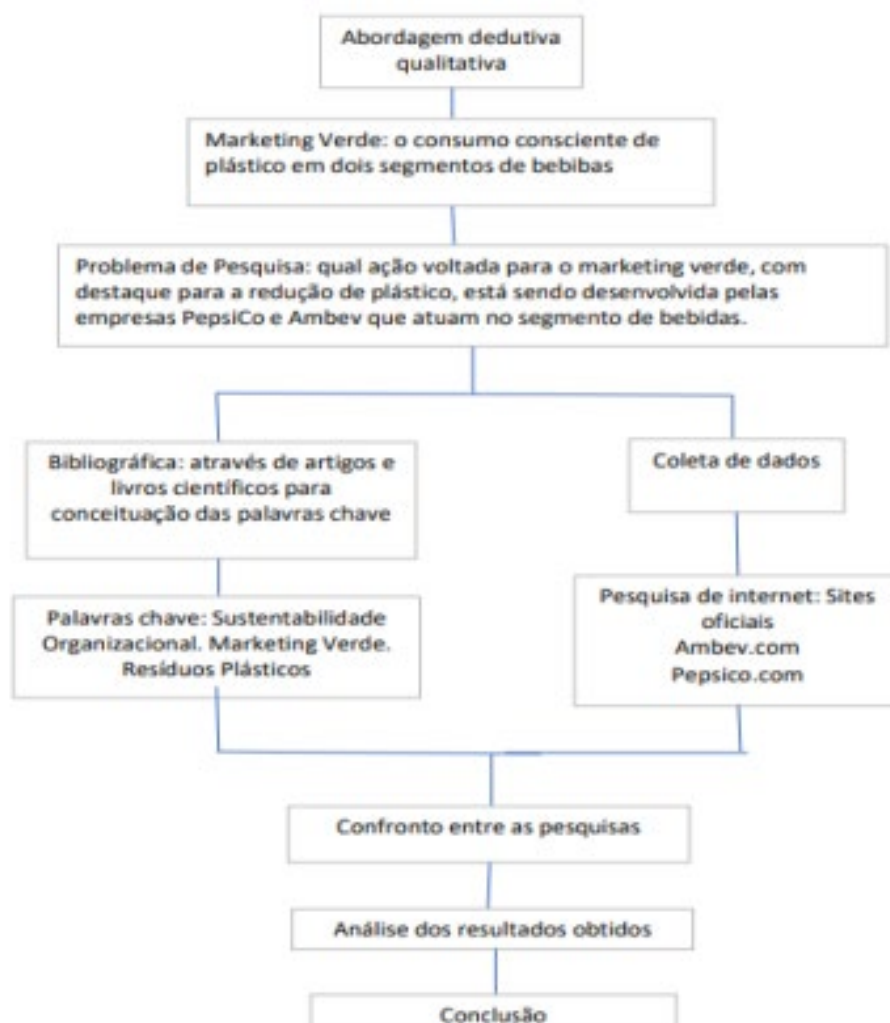 Abordagem dedutiva
qualitativa
Marketing Verde: o consumo consciente de
plástico em dois segmentos de bebibas
Problema de Pesquisa: qual ação voltada para o marketing verde, com
destaque para a redução de plástico, está sendo desenvolvida pelas
empresas PepsiCo e Ambev que atuam no segmento de bebidas.
Bibliográfica: através de artigos e
livros científicos para
conceituação das palavras chave
Coleta de dados
Palavras chave: Sustentabilidade
Organizacional. Marketing Verde.
Resíduos Plásticos
Pesquisa de internet: Sites
oficiais
Ambev.com
Pepsico.com
Confronto entre as pesquisas
Análise dos resultados obtidos
Conclusão